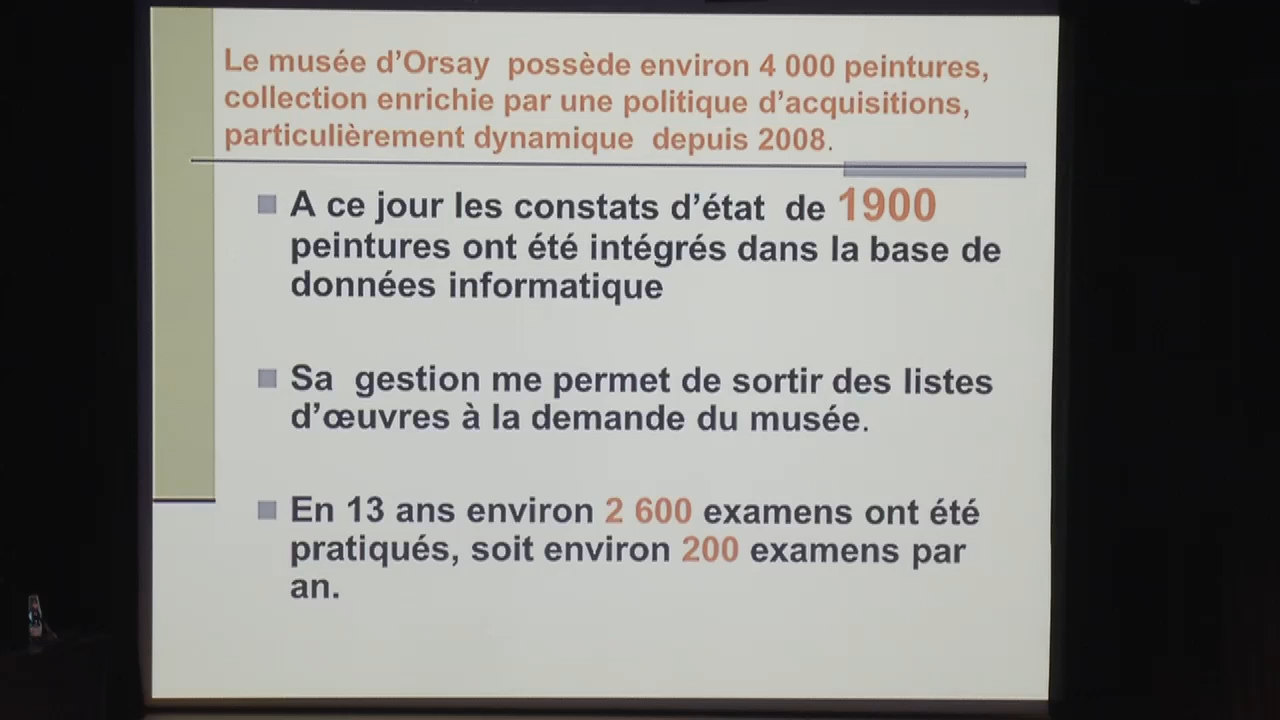 Le musée d'Orsay  possède environ 4 000 peintures,
collection enrichie par une politique d'acquisitions,
particulièrement dynamique  depuis 2008.
A ce jour les constats d'état  de 1900
peintures ont été intégrés dans la base de
données informatique
Sa  gestion me permet de sortir des listes
d'œuvres à la demande du musée.
En 13 ans environ 2 600 examens ont été
pratiqués, soit environ 200 examens par
an.